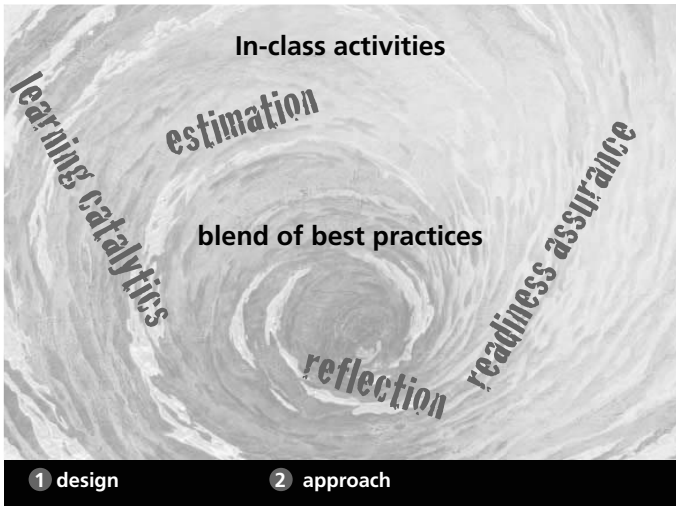 In-class activities
learning catalytics
estimation
readiness assurance
blend of best practices
reflection
1 design
2 approach